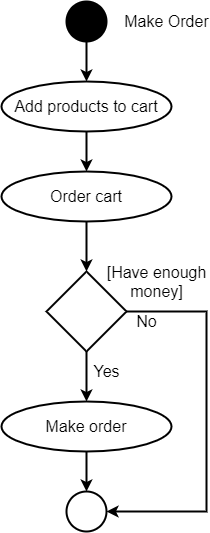 Make Order
Add products to cart
Order cart
[Have enough
money]
No
Yes
Make order